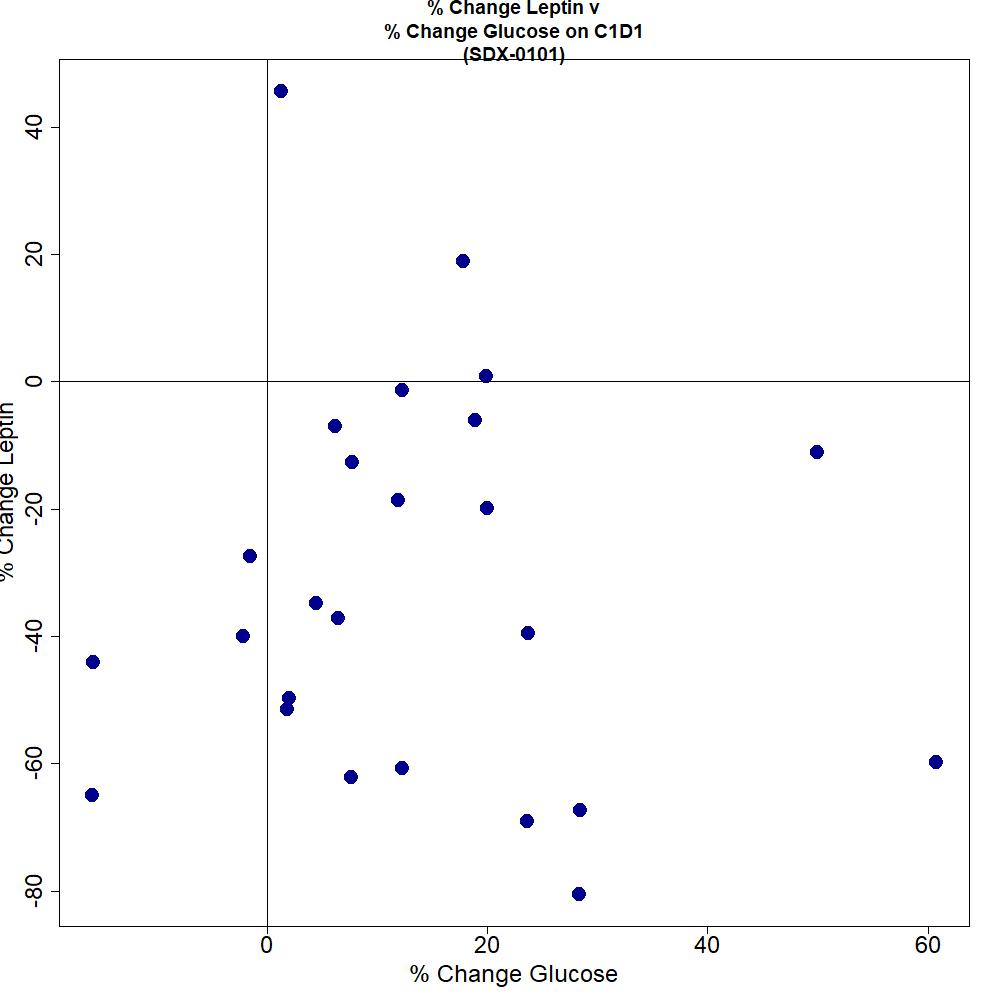 % Change Leptin v
% Change Glucose on C1D1
(SDX-0101)
40
20
0
-20
-40
-60
-80
% Change Leptin
0
20
40
60
% Change Glucose